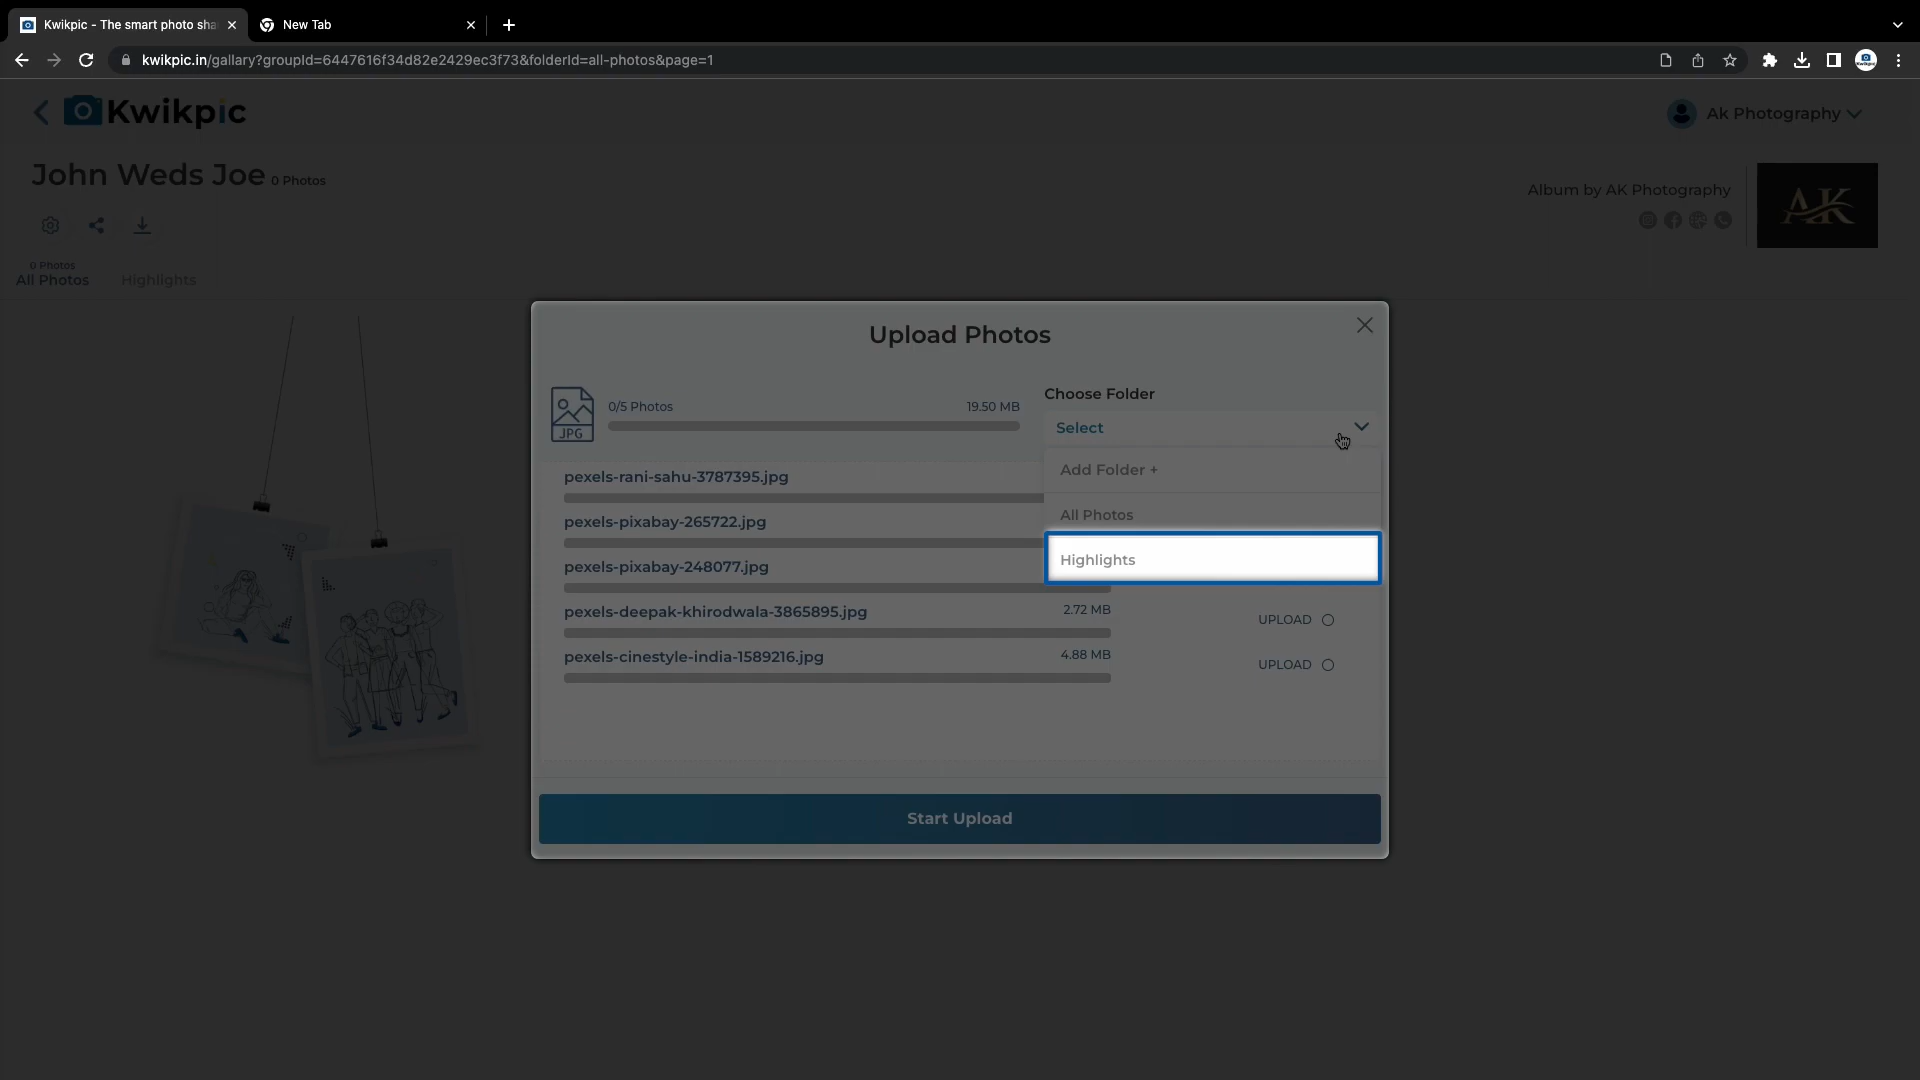 Kwikpic - The smart photo sha
New Tab
kwikpic.in/gallary?groupId=6447616f34d82e2429ec3f73&folderId=all-photos&page=1
Kwikpic
Ak Photography
John Weds Joe 0 Photos
Album by AK Photography
AK
0 Photos
All Photos
Highlights
Upload Photos
JPG
0/5 Photos
19.50 MB
Choose Folder
Select
Add Folder +
All Photos
Highlights
pexels-rani-sahu-3787395.jpg
pexels-pixabay-265722.jpg
pexels-pixabay-248077.jpg
pexels-deepak-khirodwala-3865895.jpg
2.72 MB
UPLOAD
pexels-cinestyle-india-1589216.jpg
4.88 MB
UPLOAD
Start Upload